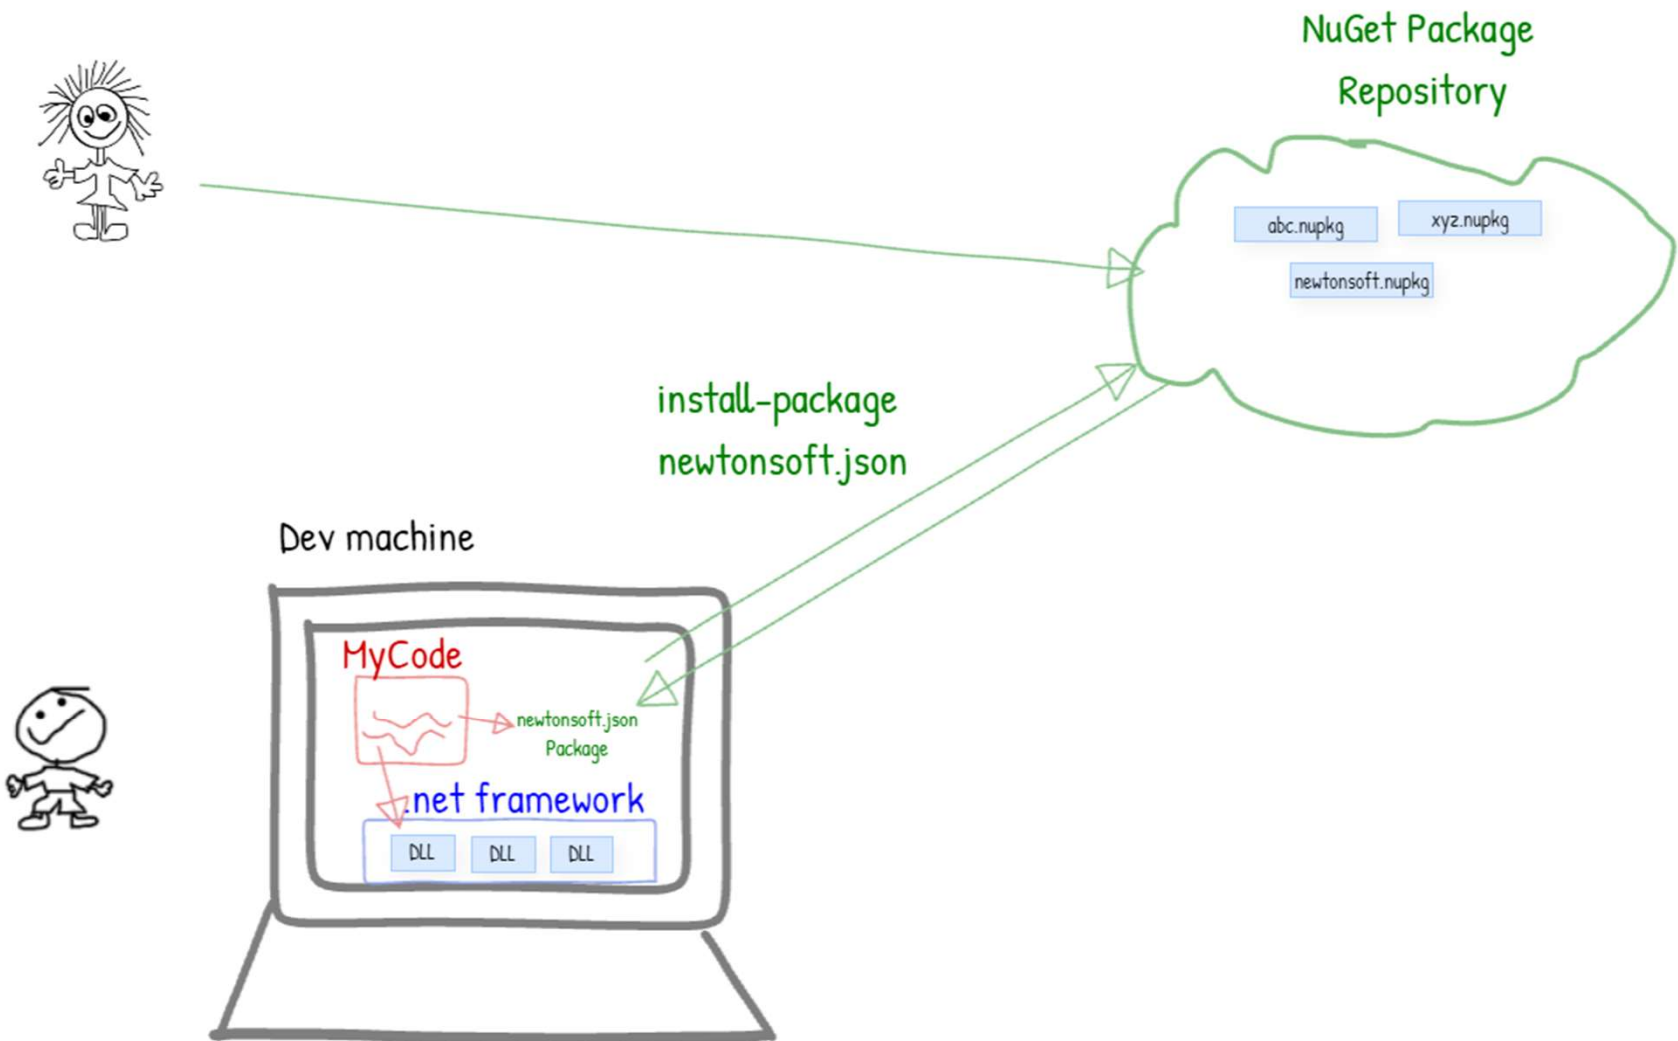 NuGet Package
Repository
abc.nupkg
xyz.nupkg
newtonsoft.nupkg
install-package
newtonsoft.json
Dev machine
MyCode
newtonsoft.json
Package
.net framework
DLL
DLL
DLL